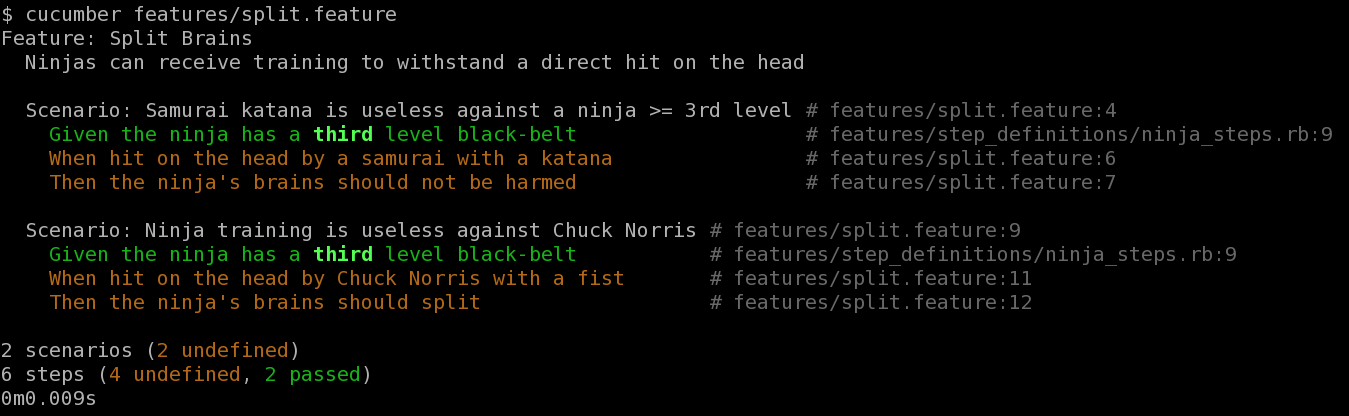 $ cucumber features/split.feature
Feature: Split Brains
  Ninjas can receive training to withstand a direct hit on the head

  Scenario: Samurai katana is useless against a ninja >= 3rd level # features/split.feature:4
    Given the ninja has a third level black-belt                   # features/step_definitions/ninja_steps.rb:9
    When hit on the head by a samurai with a katana                # features/split.feature:6
    Then the ninja's brains should not be harmed                   # features/split.feature:7

  Scenario: Ninja training is useless against Chuck Norris # features/split.feature:9
    Given the ninja has a third level black-belt           # features/step_definitions/ninja_steps.rb:9
    When hit on the head by Chuck Norris with a fist       # features/split.feature:11
    Then the ninja's brains should split                   # features/split.feature:12

2 scenarios (2 undefined)
6 steps (4 undefined, 2 passed)
0m0.009s